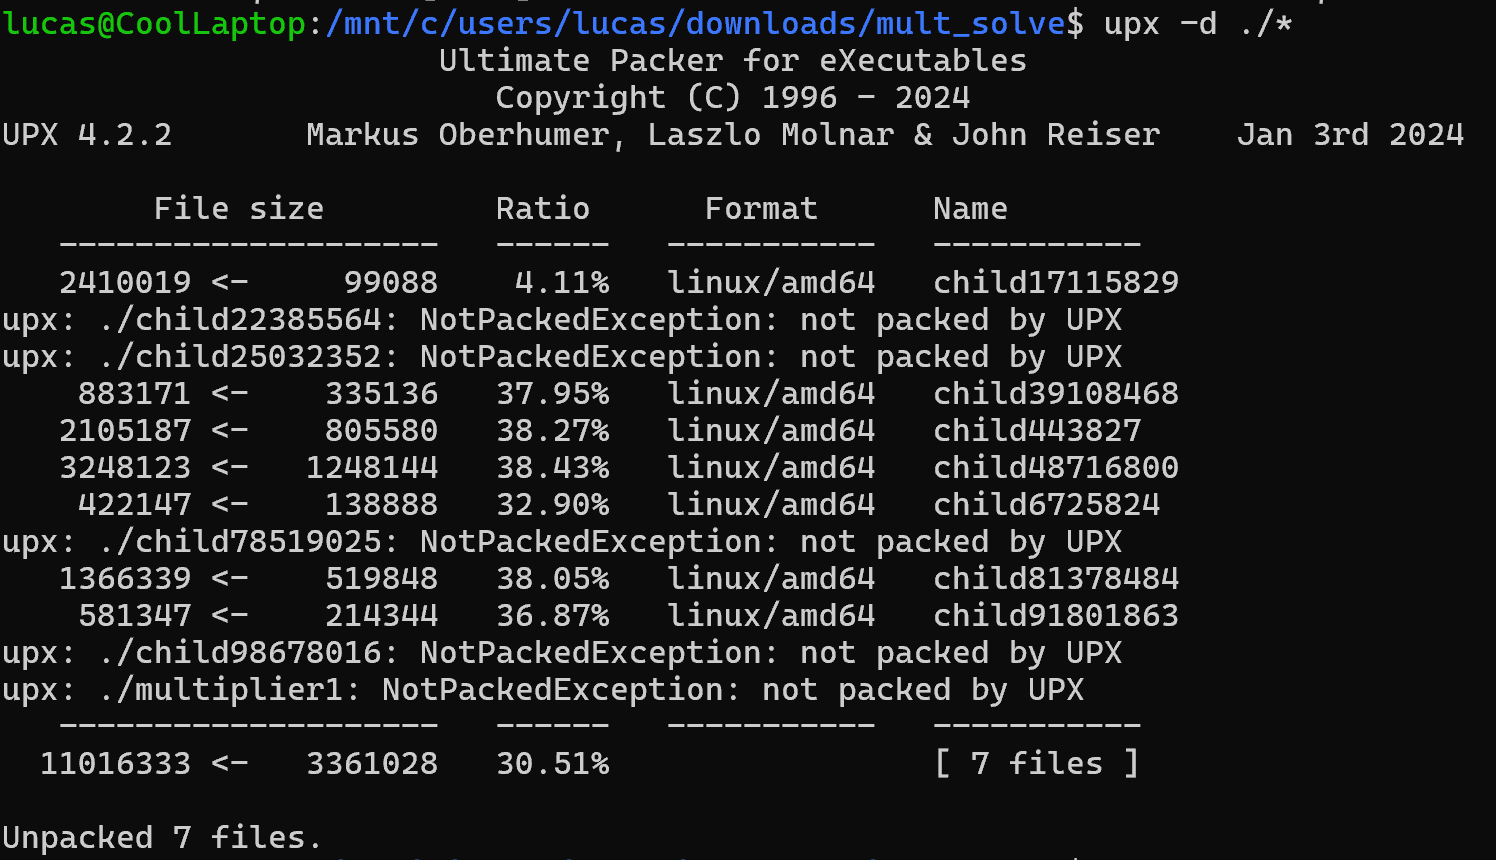 lucas@CoolLaptop:/mnt/c/users/lucas/downloads/mult_solve$ upx -d ./*
Ultimate Packer for eXecutables
Copyright (C) 1996 - 2024
UPX 4.2.2       Markus Oberhumer, Laszlo Molnar & John Reiser    Jan 3rd 2024
File size         Ratio      Format      Name
--------------------   ------   -----------   -----------
2410019 <-     99088    4.11%   linux/amd64   child17115829
upx: ./child22385564: NotPackedException: not packed by UPX
upx: ./child25032352: NotPackedException: not packed by UPX
883171 <-    335136   37.95%   linux/amd64   child39108468
2105187 <-    805580   38.27%   linux/amd64   child443827
3248123 <-   1248144   38.43%   linux/amd64   child48716800
422147 <-    138888   32.90%   linux/amd64   child6725824
upx: ./child78519025: NotPackedException: not packed by UPX
1366339 <-    519848   38.05%   linux/amd64   child81378484
581347 <-    214344   36.87%   linux/amd64   child91801863
upx: ./child98678016: NotPackedException: not packed by UPX
upx: ./multiplier1: NotPackedException: not packed by UPX
--------------------   ------   -----------   -----------
11016333 <-   3361028   30.51%                 [ 7 files ]
Unpacked 7 files.